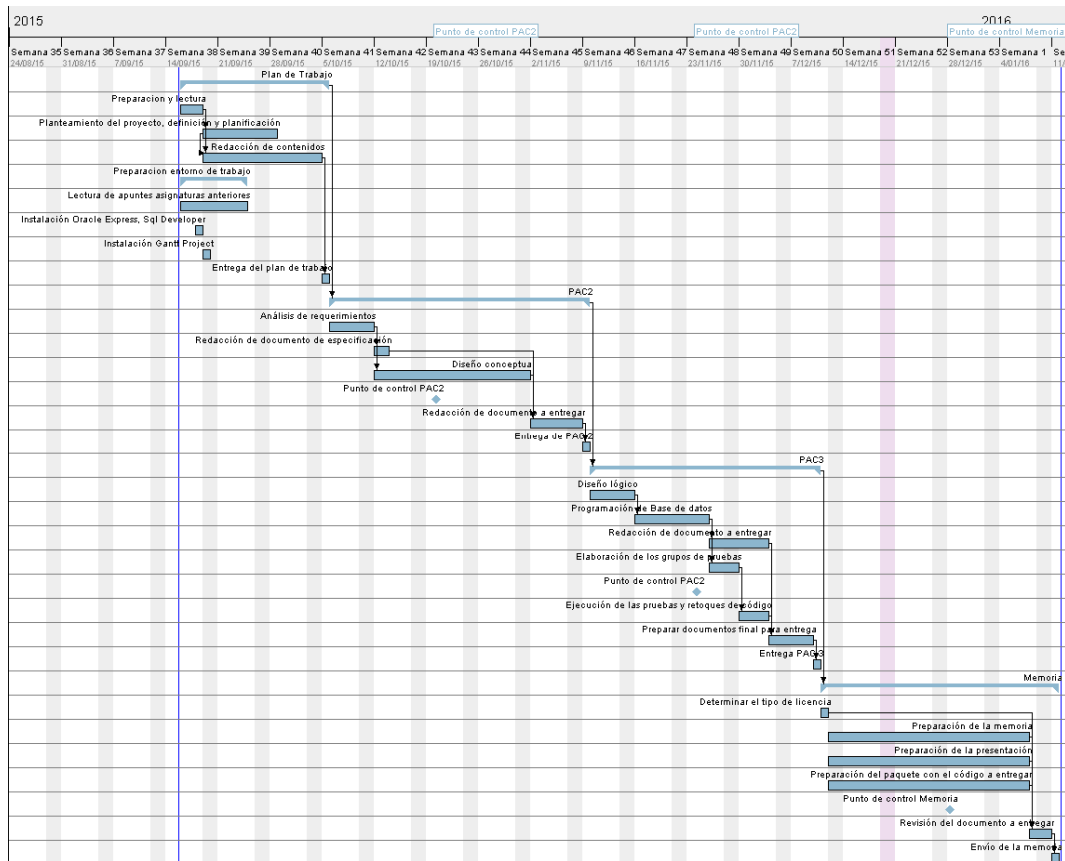 2015
2016
Punto de control PAC2
Punto de control PAC2
Punto de control Memoria
Semana 35 Semana 36 Semana 37 Semana 38 Semana 39 Semana 40 Semana 41 Semana 42 Semana 43 Semana 44 Semana 45 Semana 46 Semana 47 Semana 48 Semana 49 Semana 50 Semana 51 Semana 52 Semana 53 Semana 1 Se
24/08/15 31/08/15 7/09/15 14/09/15 21/09/15 28/09/15 5/10/15 12/10/15 19/10/15 26/10/15 2/11/15 9/11/15 16/11/15 23/11/15 30/11/15 7/12/15 14/12/15 21/12/15 28/12/15 4/01/16 11/
Plan de Trabajo
Preparacion y lectura
Planteamiento del proyecto, definición y planificación
Redacción de contenidos
Preparacion entorno de trabajo
Lectura de apuntes asignaturas anteriores
Instalación Oracle Express, Sql Developer
Instalación Gantt Project
Entrega del plan de trabajo
PAC2
Análisis de requerimientos
Redacción de documento de especificación
Diseño conceptua
Punto de control PAC2
Redacción de documento a entregar
Entrega de PAC 2
PAC3
Diseño lógico
Programación de Base de datos
Redacción de documento a entregar
Elaboración de los grupos de pruebas
Punto de control PAC2
Ejecución de las pruebas y retoques de código
Preparar documentos final para entrega
Entrega PAC 3
Memoria
Determinar el tipo de licencia
Preparación de la memoria
Preparación de la presentación
Preparación del paquete con el código a entregar
Punto de control Memoria
Revisión del documento a entregar
Envío de la memoria